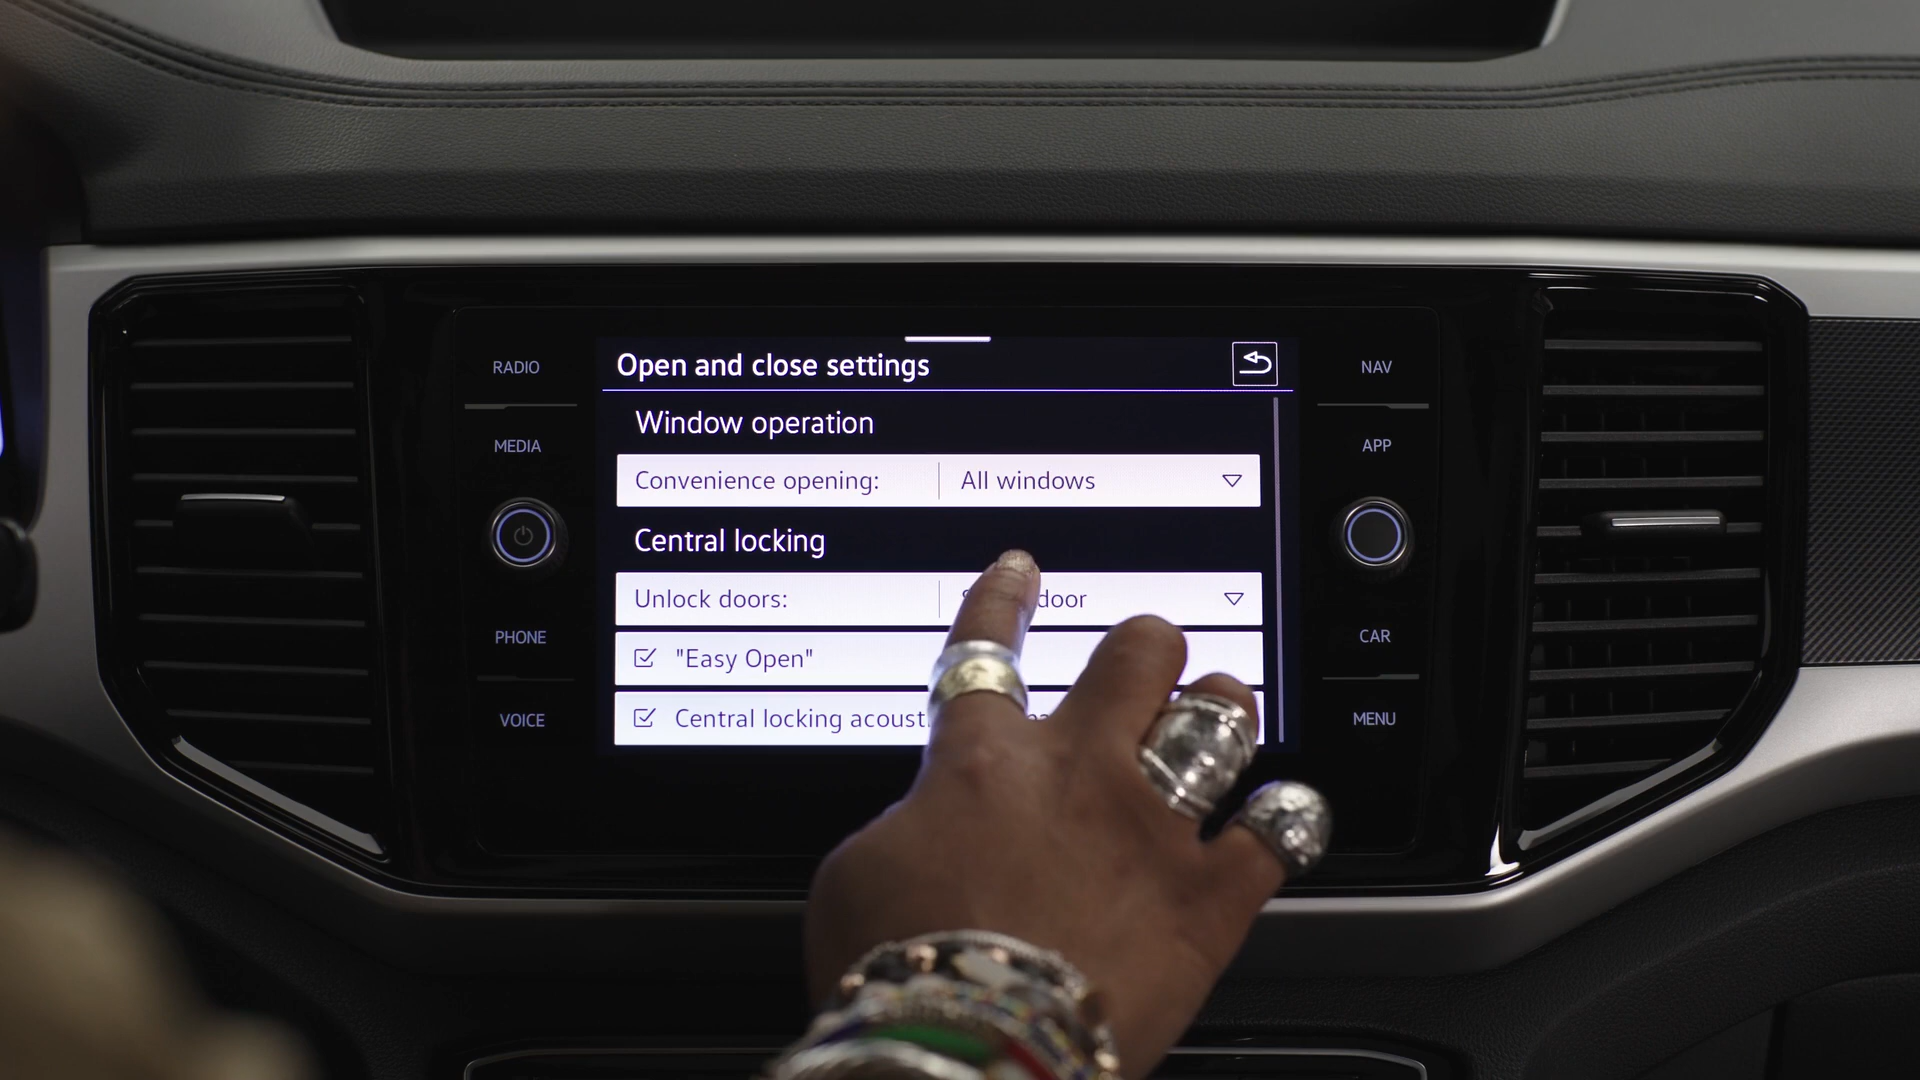 RADIO
MEDIA
PHONE
VOICE
Open and close settings
Window operation
Convenience opening: All windows
Central locking
Unlock doors: door
"Easy Open"
Central locking
NAV
APP
CAR
MENU